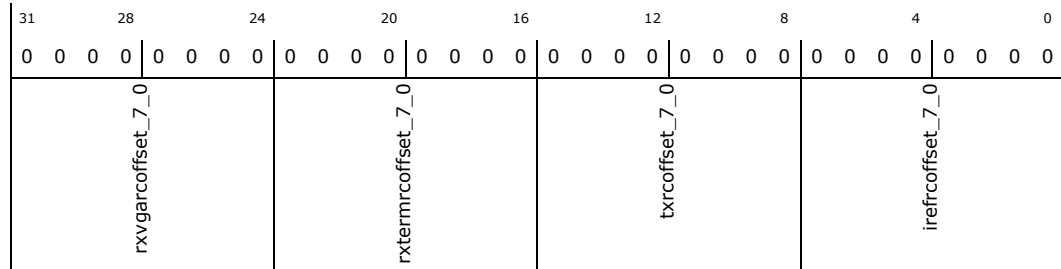 31 28 24 20 16 12 8 4 0
0 0 0 0 0 0 0 0 0 0 0 0 0 0 0 0 0 0 0 0 0 0 0 0 0 0 0 0 0 0 0 0
rxvgarcoffset_7_0
rxtermrcoffset_7_0
txrcoffset_7_0
irefrcoffset_7_0